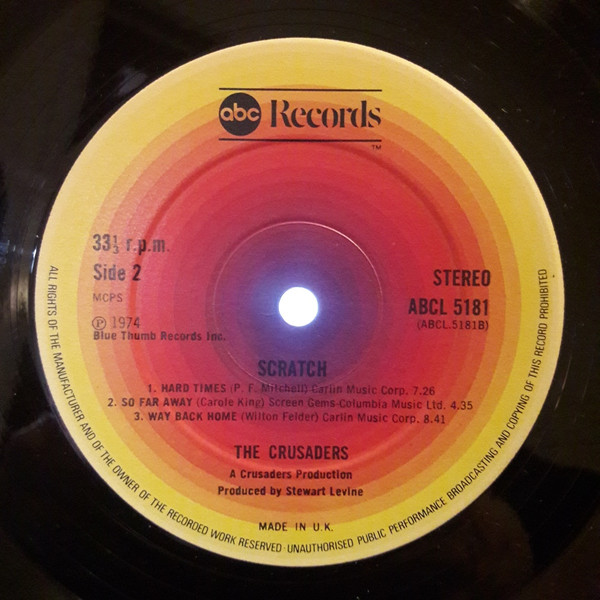 abc Records
TM
33⅓ r.p.m.
Side 2
MCPS
℗ 1974
Blue Thumb Records Inc.
STEREO
ABCL 5181
(ABCL.5181B)
SCRATCH
1. HARD TIMES (P. F. Mitchell) Carlin Music Corp. 7.26
2. SO FAR AWAY (Carole King) Screen Gems-Columbia Music Ltd. 4.35
3. WAY BACK HOME (Wilton Felder) Carlin Music Corp. 8.41
THE CRUSADERS
A Crusaders Production
Produced by Stewart Levine
MADE IN U.K.
ALL RIGHTS OF THE MANUFACTURER AND OF THE OWNER OF THE RECORDED WORK RESERVED · UNAUTHORISED PUBLIC PERFORMANCE BROADCASTING AND COPYING OF THIS RECORD PROHIBITED